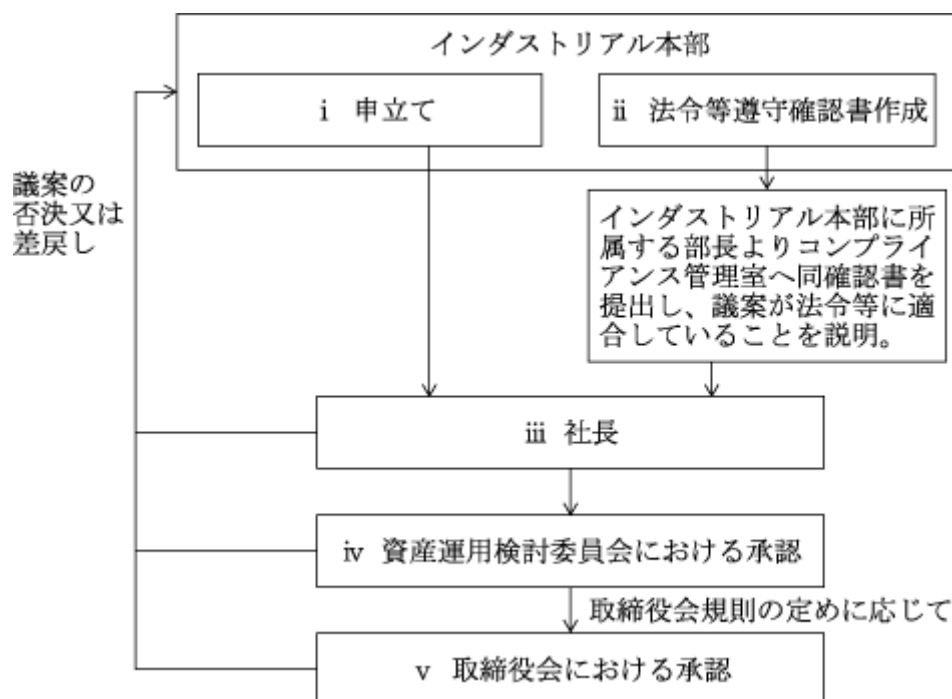 インダストリアル本部
ⅰ 申立て
ⅱ 法令等遵守確認書作成
議案の
否決又は
差戻し
インダストリアル本部に所
属する部長よりコンプライ
アンス管理室へ同確認書を
提出し、議案が法令等に適
合していることを説明。
ⅲ 社長
ⅳ 資産運用検討委員会における承認
取締役会規則の定めに応じて
ⅴ 取締役会における承認